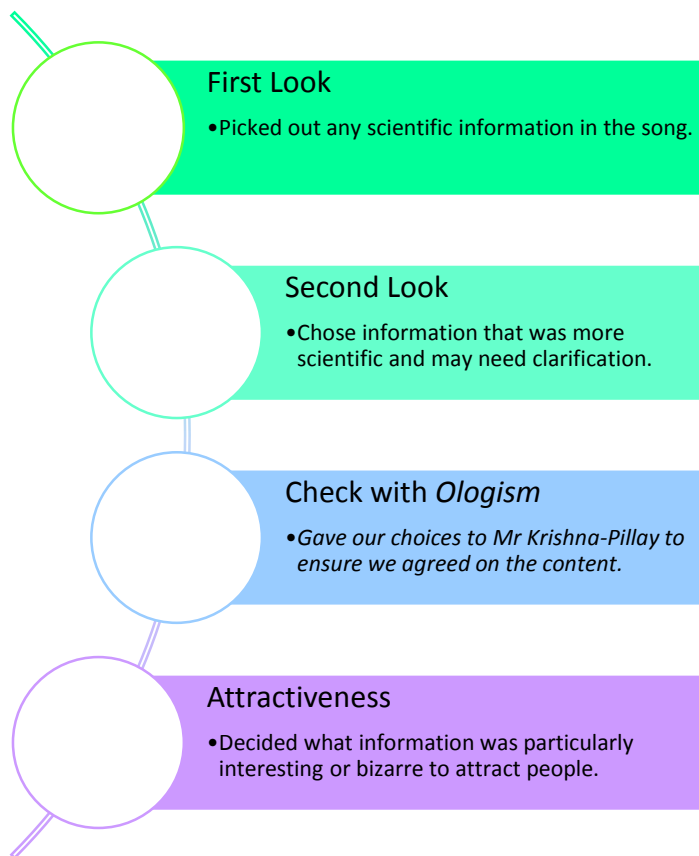 First Look
•Picked out any scientific information in the song.
Second Look
•Chose information that was more
scientific and may need clarification.
Check with Ologism
•Gave our choices to Mr Krishna-Pillay to
ensure we agreed on the content.
Attractiveness
•Decided what information was particularly
interesting or bizarre to attract people.